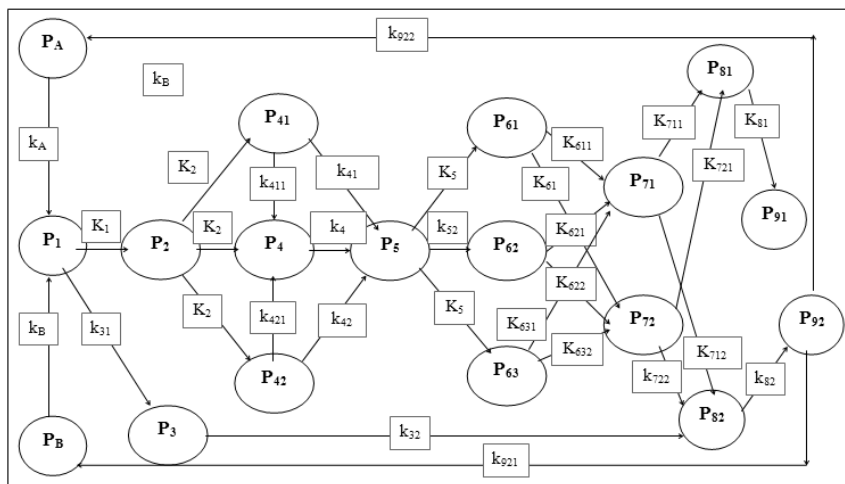 P_A
k_922
k_B
P_81
P_41
P_61
K_711
K_81
k_A
K_611
K_2
k_41
K_5
K_61
K_721
k_411
P_71
P_91
P_1
K_1
P_2
K_2
P_4
k_4
P_5
k_52
P_62
K_621
K_622
k_B
k_31
K_2
k_421
k_42
K_5
K_631
P_72
P_92
K_632
K_712
P_42
P_63
k_722
k_82
P_B
P_3
k_32
P_82
k_921